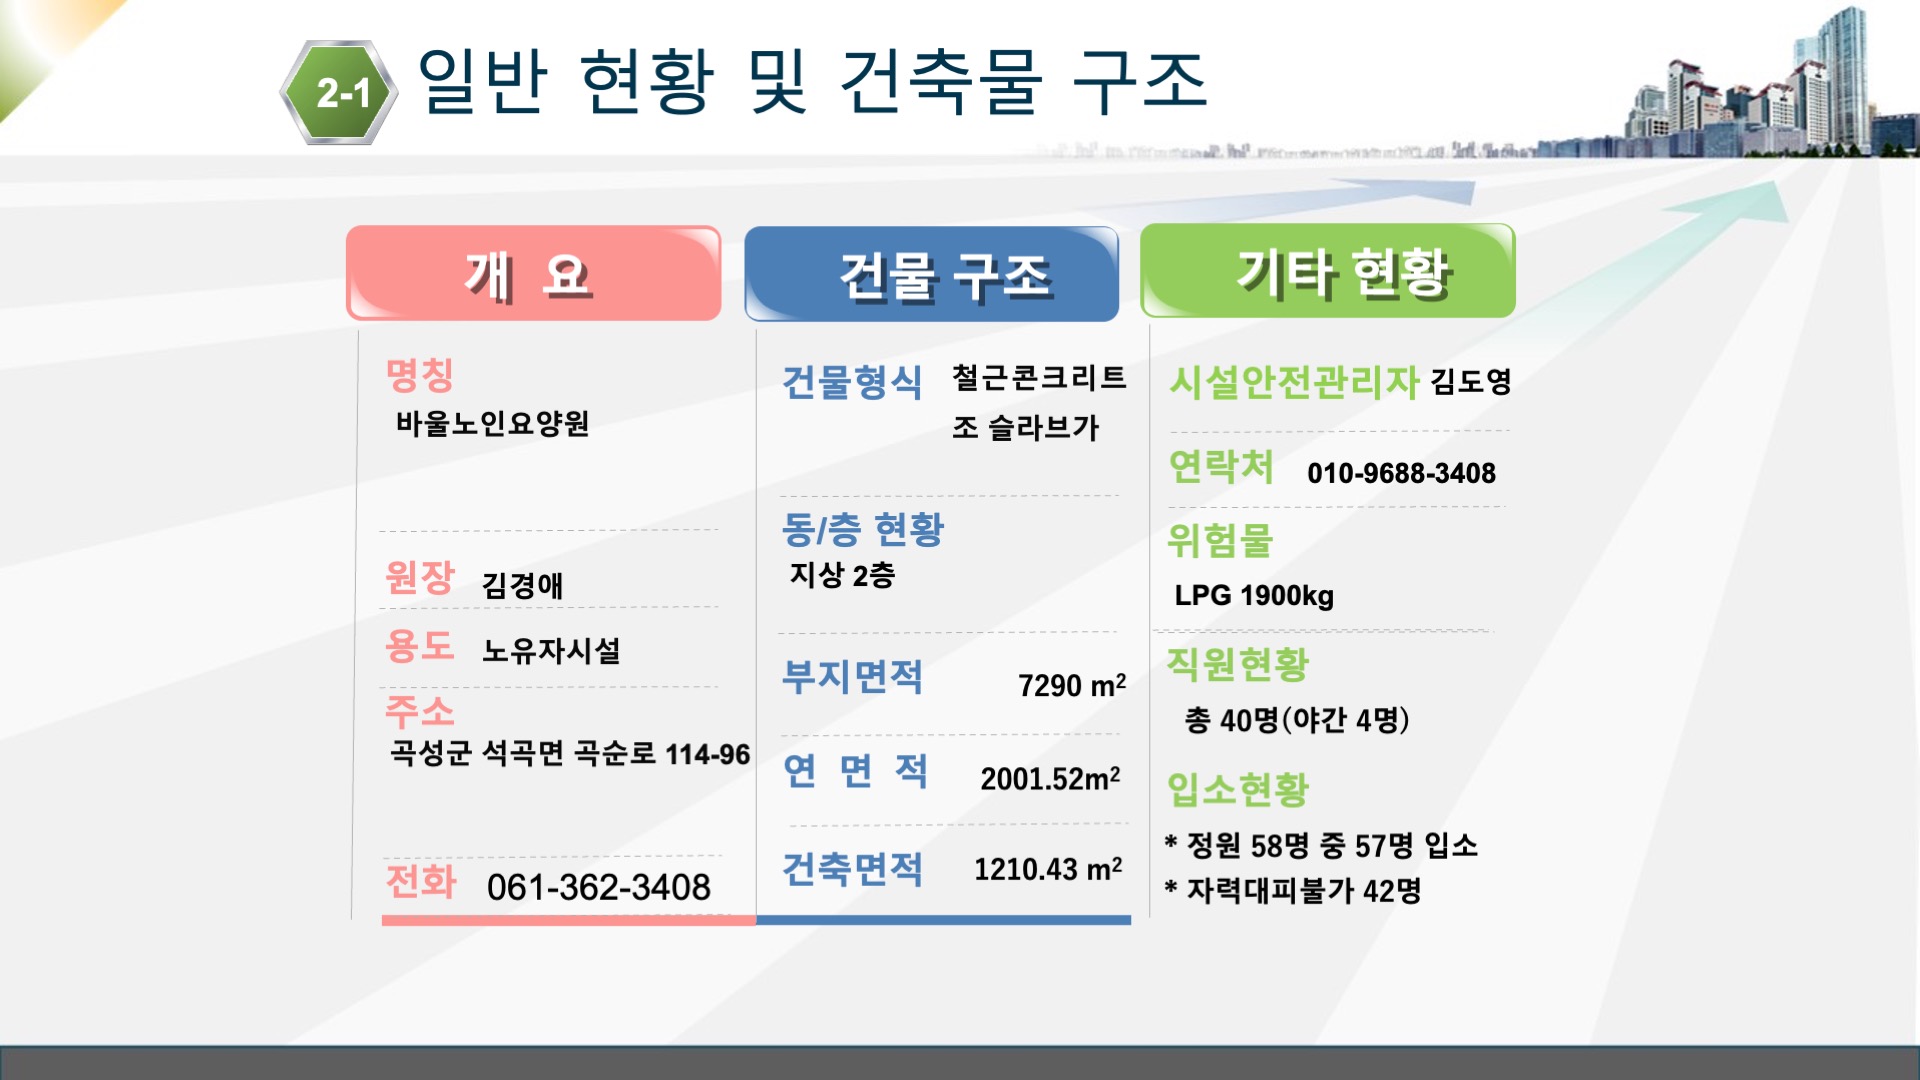 2-1
일반 현황 및 건축물 구조
개 요
명칭
바울노인요양원
원장 김경애
용도 노유자시설
주소
곡성군 석곡면 곡순로 114-96
전화 061-362-3408
건물 구조
건물형식 철근콘크리트
조 슬라브가
동/층 현황
지상 2층
부지면적 7290 m²
연 면 적 2001.52m²
건축면적 1210.43 m²
기타 현황
시설안전관리자 김도영
연락처 010-9688-3408
위험물
LPG 1900kg
직원현황
총 40명(야간 4명)
입소현황
* 정원 58명 중 57명 입소
* 자력대피불가 42명